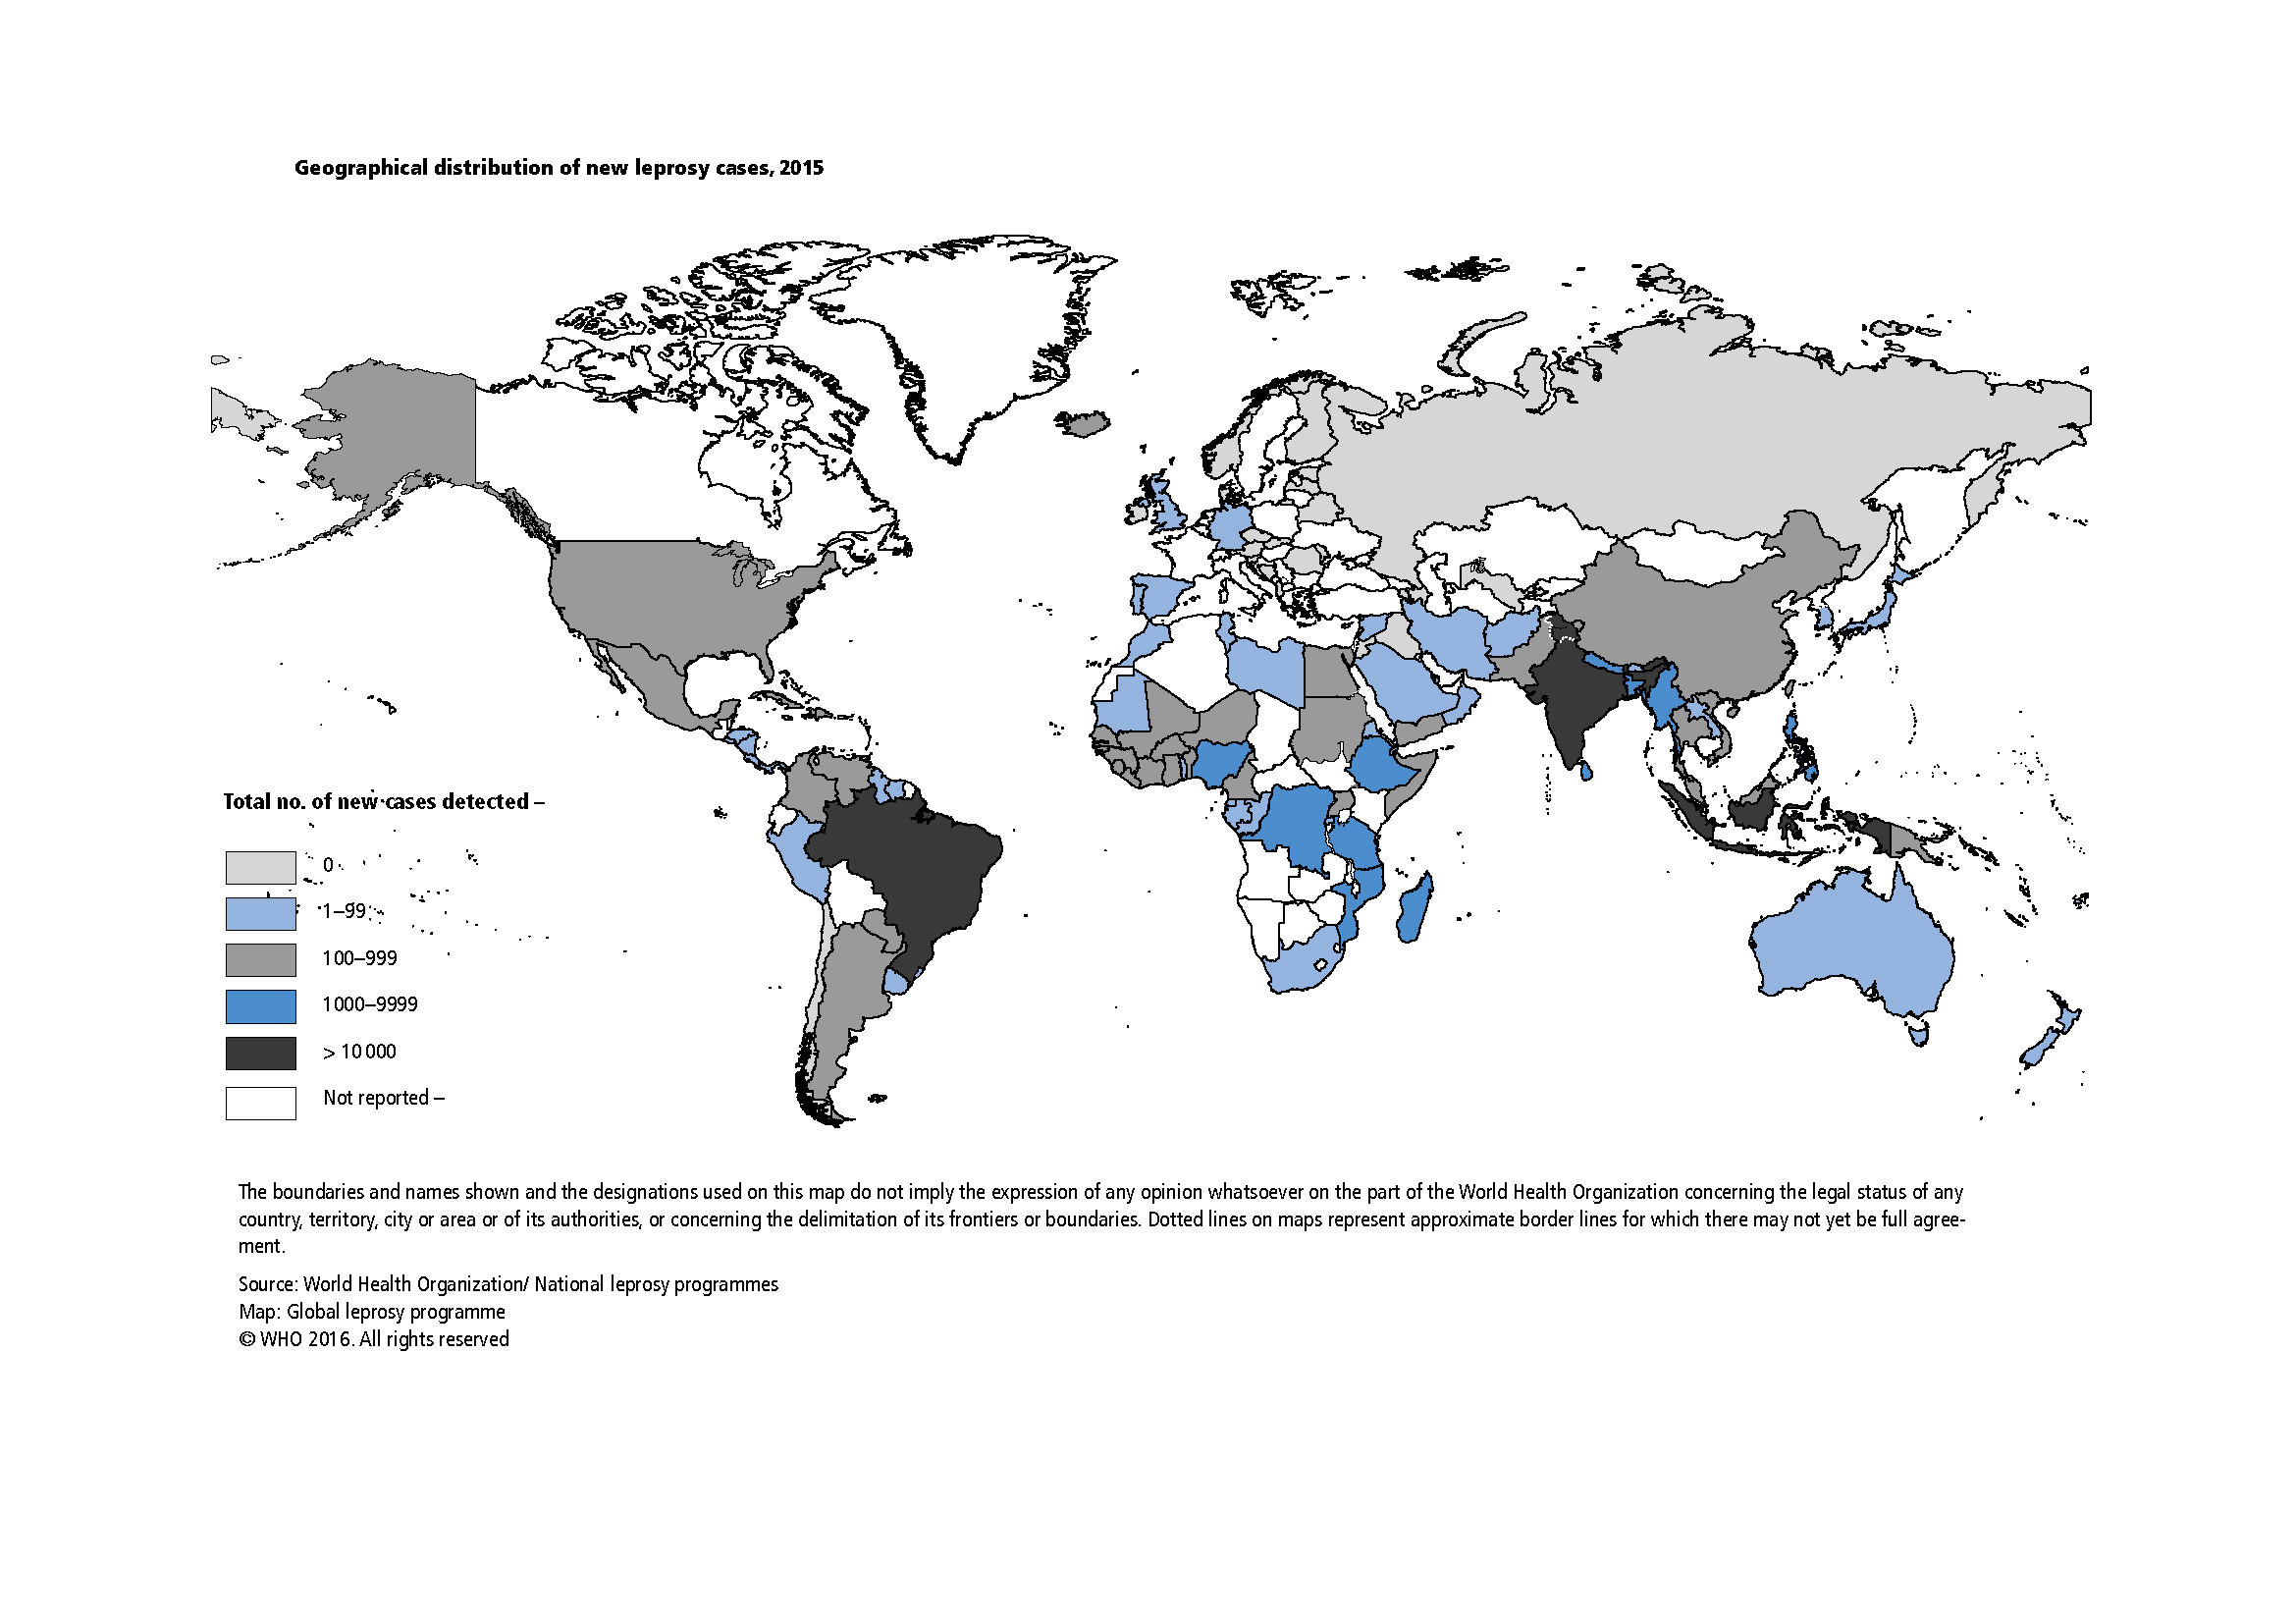 Geographical distribution of new leprosy cases, 2015
Total no. of new cases detected –
0
1–99
100–999
1000–9999
> 10 000
Not reported –
The boundaries and names shown and the designations used on this map do not imply the expression of any opinion whatsoever on the part of the World Health Organization concerning the legal status of any
country, territory, city or area or of its authorities, or concerning the delimitation of its frontiers or boundaries. Dotted lines on maps represent approximate border lines for which there may not yet be full agree-
ment.
Source: World Health Organization/ National leprosy programmes
Map: Global leprosy programme
© WHO 2016. All rights reserved